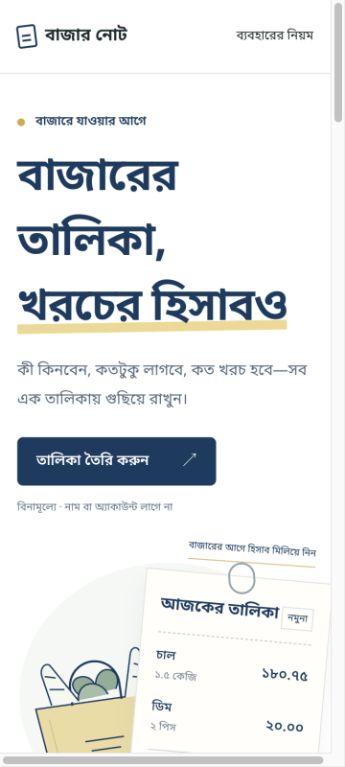 বাজার নোট
ব্যবহারের নিয়ম
বাজারে যাওয়ার আগে
বাজারের
তালিকা,
খরচের হিসাবও
কী কিনবেন, কতটুকু লাগবে, কত খরচ হবে—সব
এক তালিকায় গুছিয়ে রাখুন।
তালিকা তৈরি করুন
বিনামূল্যে · নাম বা অ্যাকাউন্ট লাগে না
বাজারের আগে হিসাব মিলিয়ে নিন
আজকের তালিকা
নমুনা
চাল
১.৫ কেজি
১৮০.৭৫
ডিম
২ পিস
২০.০০